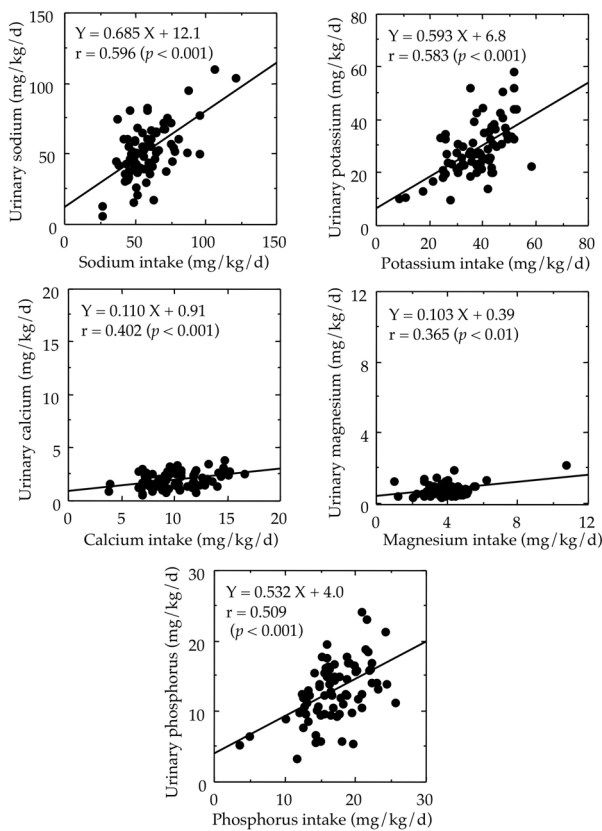 Y = 0.685 X + 12.1
r = 0.596 (p < 0.001)
Urinary sodium (mg/kg/d)
150
100
50
0
0 50 100 150
Sodium intake (mg/kg/d)
Y = 0.593 X + 6.8
r = 0.583 (p < 0.001)
Urinary potassium (mg/kg/d)
80
60
40
20
0
0 20 40 60 80
Potassium intake (mg/kg/d)
Y = 0.110 X + 0.91
r = 0.402 (p < 0.001)
Urinary calcium (mg/kg/d)
20
15
10
5
0
0 5 10 15 20
Calcium intake (mg/kg/d)
Y = 0.103 X + 0.39
r = 0.365 (p < 0.01)
Urinary magnesium (mg/kg/d)
12
8
4
0
0 4 8 12
Magnesium intake (mg/kg/d)
Y = 0.532 X + 4.0
r = 0.509
(p < 0.001)
Urinary phosphorus (mg/kg/d)
30
20
10
0
0 10 20 30
Phosphorus intake (mg/kg/d)